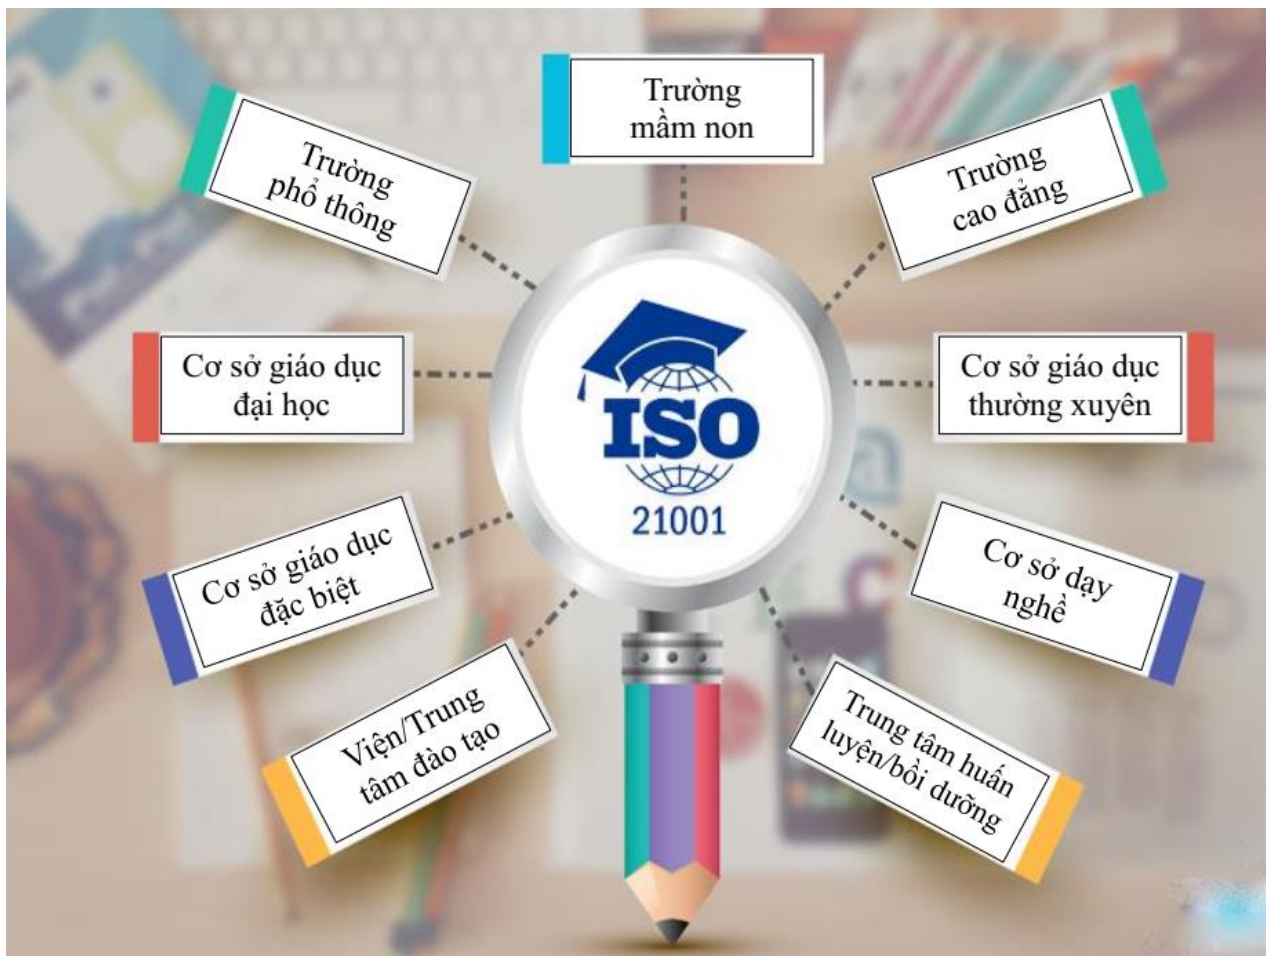 Trường
mầm non
Trường
phổ thông
Trường
cao đẳng
Cơ sở giáo dục
đại học
ISO
21001
Cơ sở giáo dục
thường xuyên
Cơ sở giáo dục
đặc biệt
Cơ sở dạy
nghề
Viện/Trung
tâm đào tạo
Trung tâm huấn
luyện/bồi dưỡng